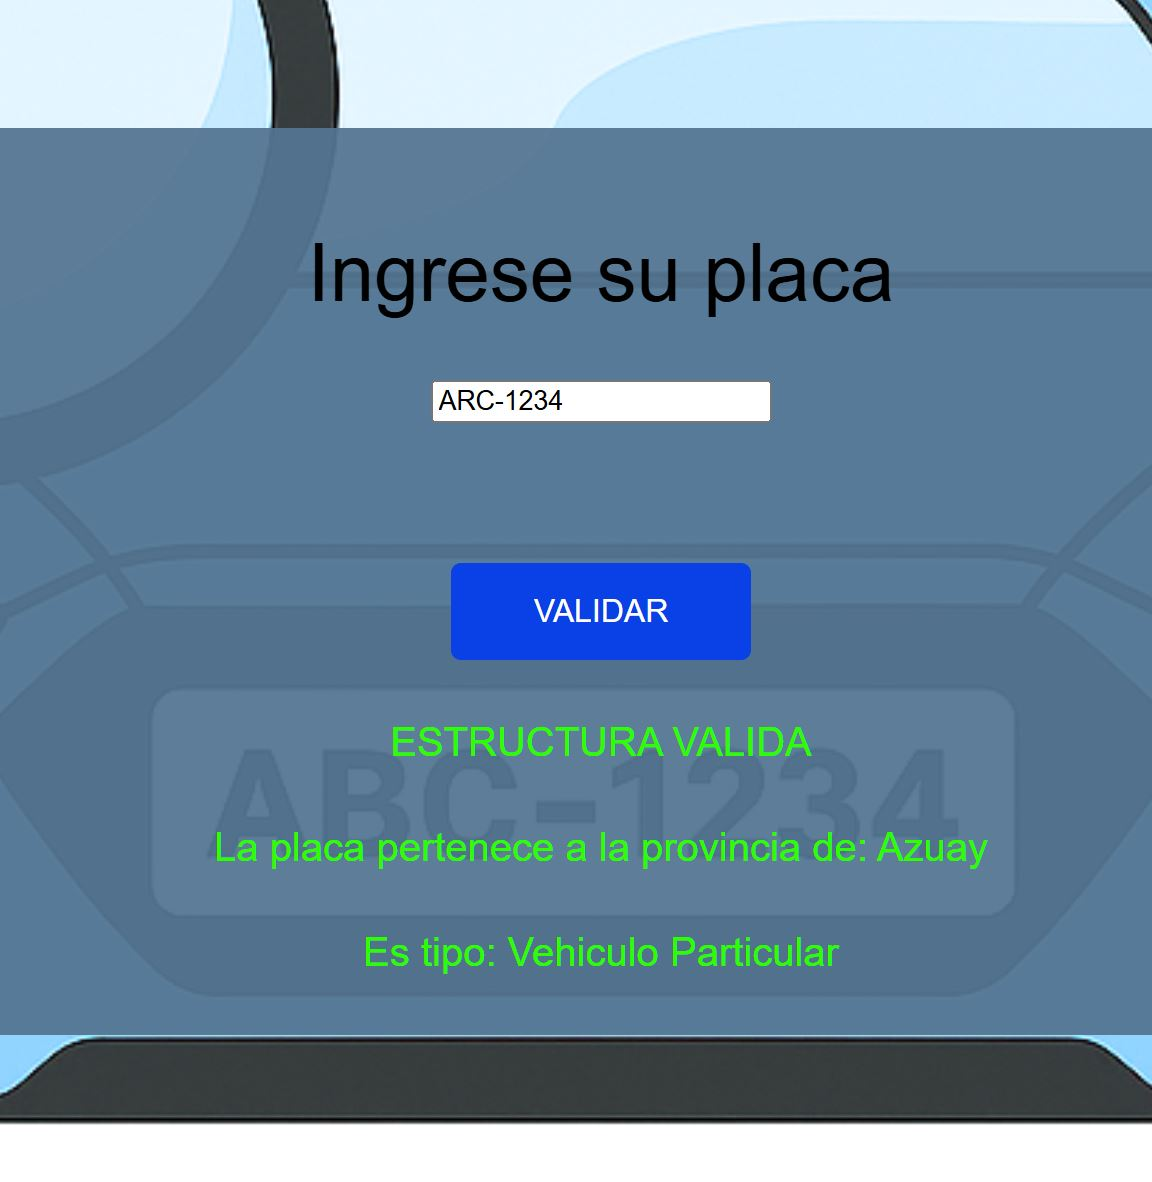 Ingrese su placa
ARC-1234
VALIDAR
ESTRUCTURA VALIDA
ABC-1234
La placa pertenece a la provincia de: Azuay
Es tipo: Vehiculo Particular